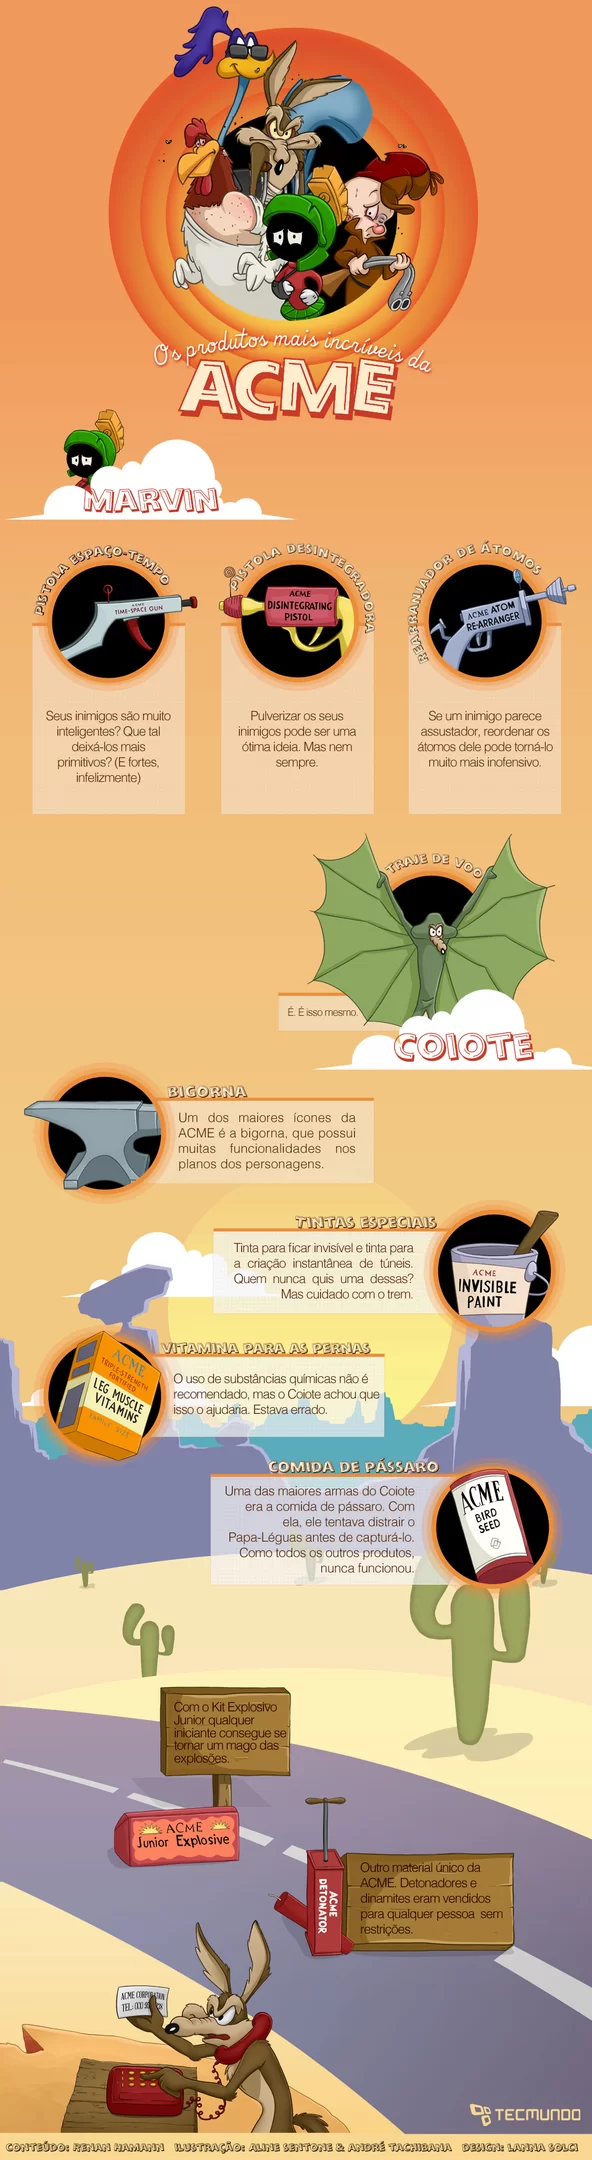 Os produtos mais incríveis da
ACME
MARVIN
PISTOLA ESPAÇO-TEMPO
ACME
TIME-SPACE GUN
Seus inimigos são muito
inteligentes? Que tal
deixá-los mais
primitivos? (E fortes,
infelizmente)
PISTOLA DESINTEGRADORA
ACME
DISINTEGRATING
PISTOL
Pulverizar os seus
inimigos pode ser uma
ótima ideia. Mas nem
sempre.
REARRANJADOR DE ÁTOMOS
ACME ATOM
RE-ARRANGER
Se um inimigo parece
assustador, reordenar os
átomos dele pode torná-lo
muito mais inofensivo.
TRAJE DE VOO
É. É isso mesmo.
COIOTE
BIGORNA
Um dos maiores ícones da
ACME é a bigorna, que possui
muitas funcionalidades nos
planos dos personagens.
TINTAS ESPECIAIS
Tinta para ficar invisível e tinta para
a criação instantânea de túneis.
Quem nunca quis uma dessas?
Mas cuidado com o trem.
ACME
INVISIBLE
PAINT
VITAMINA PARA AS PERNAS
ACME
TRIPLE-STRENGTH
FORTIFIED
LEG MUSCLE
VITAMINS
FAMILY SIZE
O uso de substâncias químicas não é
recomendado, mas o Coiote achou que
isso o ajudaria. Estava errado.
COMIDA DE PÁSSARO
Uma das maiores armas do Coiote
era a comida de pássaro. Com
ela, ele tentava distrair o
Papa-Léguas antes de capturá-lo.
Como todos os outros produtos,
nunca funcionou.
ACME
BIRD
SEED
Com o Kit Explosivo
Junior qualquer
iniciante consegue se
tornar um mago das
explosões.
ACME
Junior Explosive
ACME
DETONATOR
Outro material único da
ACME. Detonadores e
dinamites eram vendidos
para qualquer pessoa sem
restrições.
ACME CORPORATION
TEL:
TECMUNDO
CONTEÚDO: RENAN HAMANN ILUSTRAÇÃO: ALINE SENTONE & ANDRÉ TACHIBANA DESIGN: LANNA SOLCI